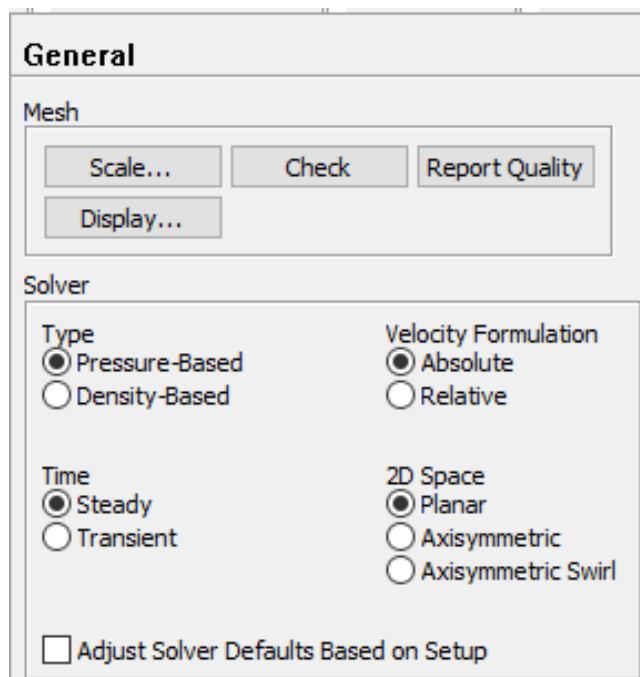 General
Mesh
Scale...
Check
Report Quality
Display...
Solver
Type
Pressure-Based
Density-Based
Velocity Formulation
Absolute
Relative
Time
Steady
Transient
2D Space
Planar
Axisymmetric
Axisymmetric Swirl
Adjust Solver Defaults Based on Setup